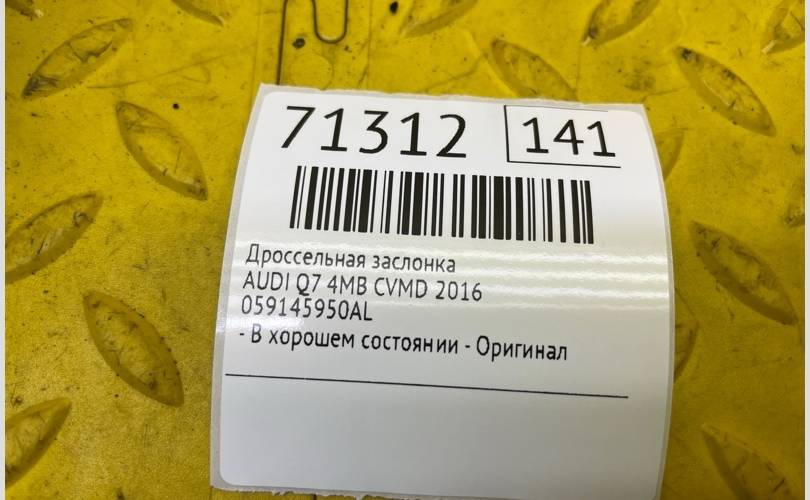 71312 141
Дроссельная заслонка
AUDI Q7 4MB CVMD 2016
059145950AL
- В хорошем состоянии - Оригинал